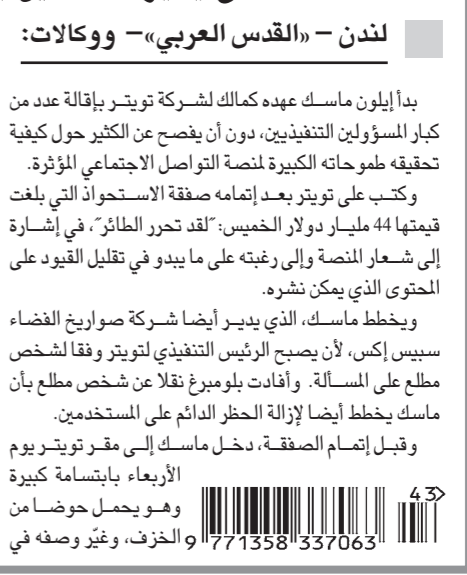 لندن – «القدس العربي»– ووكالات:
بدأ إيلون ماسك عهده كمالك لشركة تويتر بإقالة عدد من
كبار المسؤولين التنفيذيين، دون أن يفصح عن الكثير حول كيفية
تحقيقه طموحاته الكبيرة لمنصة التواصل الاجتماعي المؤثرة.
وكتب على تويتر بعد إتمامه صفقة الاستحواذ التي بلغت
قيمتها 44 مليار دولار الخميس: ״لقد تحرر الطائر״، في إشارة
إلى شعار المنصة وإلى رغبته على ما يبدو في تقليل القيود على
المحتوى الذي يمكن نشره.
ويخطط ماسك، الذي يدير أيضا شركة صواريخ الفضاء
سبيس إكس، لأن يصبح الرئيس التنفيذي لتويتر وفقا لشخص
مطلع على المسألة. وأفادت بلومبرغ نقلا عن شخص مطلع بأن
ماسك يخطط أيضا لإزالة الحظر الدائم على المستخدمين.
وقبل إتمام الصفقة، دخل ماسك إلى مقر تويتر يوم
الأربعاء بابتسامة كبيرة
وهو يحمل حوضا من
الخزف، وغيّر وصفه في
43>
9 771358 337063